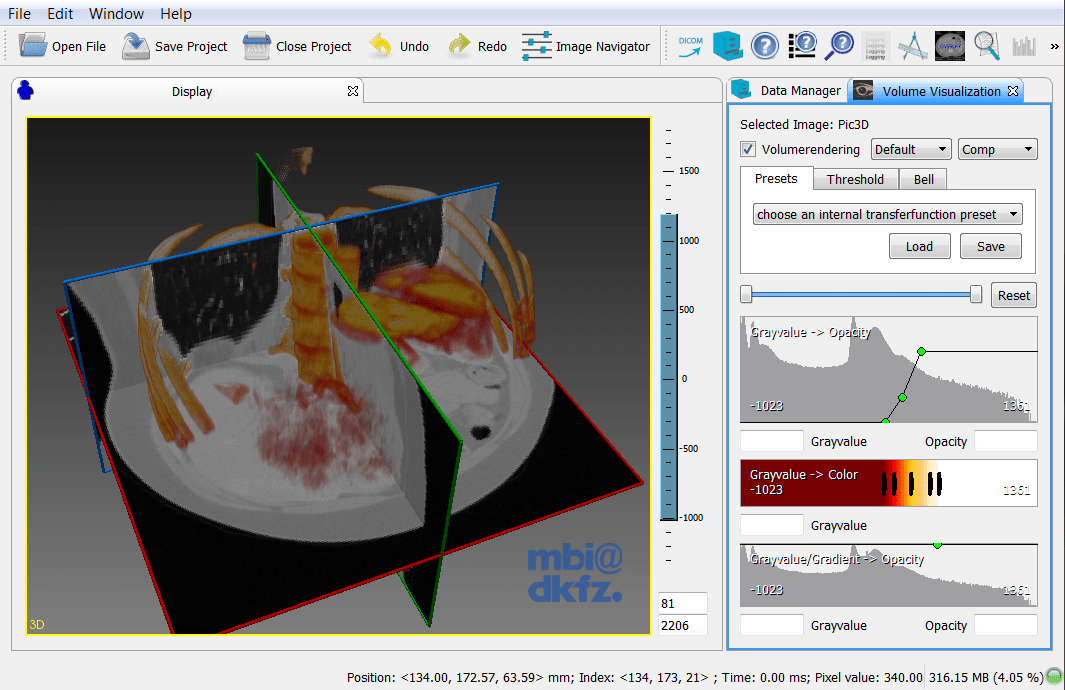 File Edit Window Help
Open File Save Project Close Project Undo Redo Image Navigator DICOM Logging Logging OVERLAY »
Display
Data Manager Volume Visualization
Selected Image: Pic3D
Volumerendering Default Comp
Presets Threshold Bell
choose an internal transferfunction preset
Load Save
Reset
1500
1000
500
0
-500
-1000
81
2206
Grayvalue -> Opacity
-1023 1361
Grayvalue Opacity
Grayvalue -> Color
-1023 1361
Grayvalue
Grayvalue/Gradient -> Opacity
-1023 1361
Grayvalue Opacity
mbi@
dkfz.
3D
Position: <134.00, 172.57, 63.59> mm; Index: <134, 173, 21> ; Time: 0.00 ms; Pixel value: 340.00 316.15 MB (4.05 %)